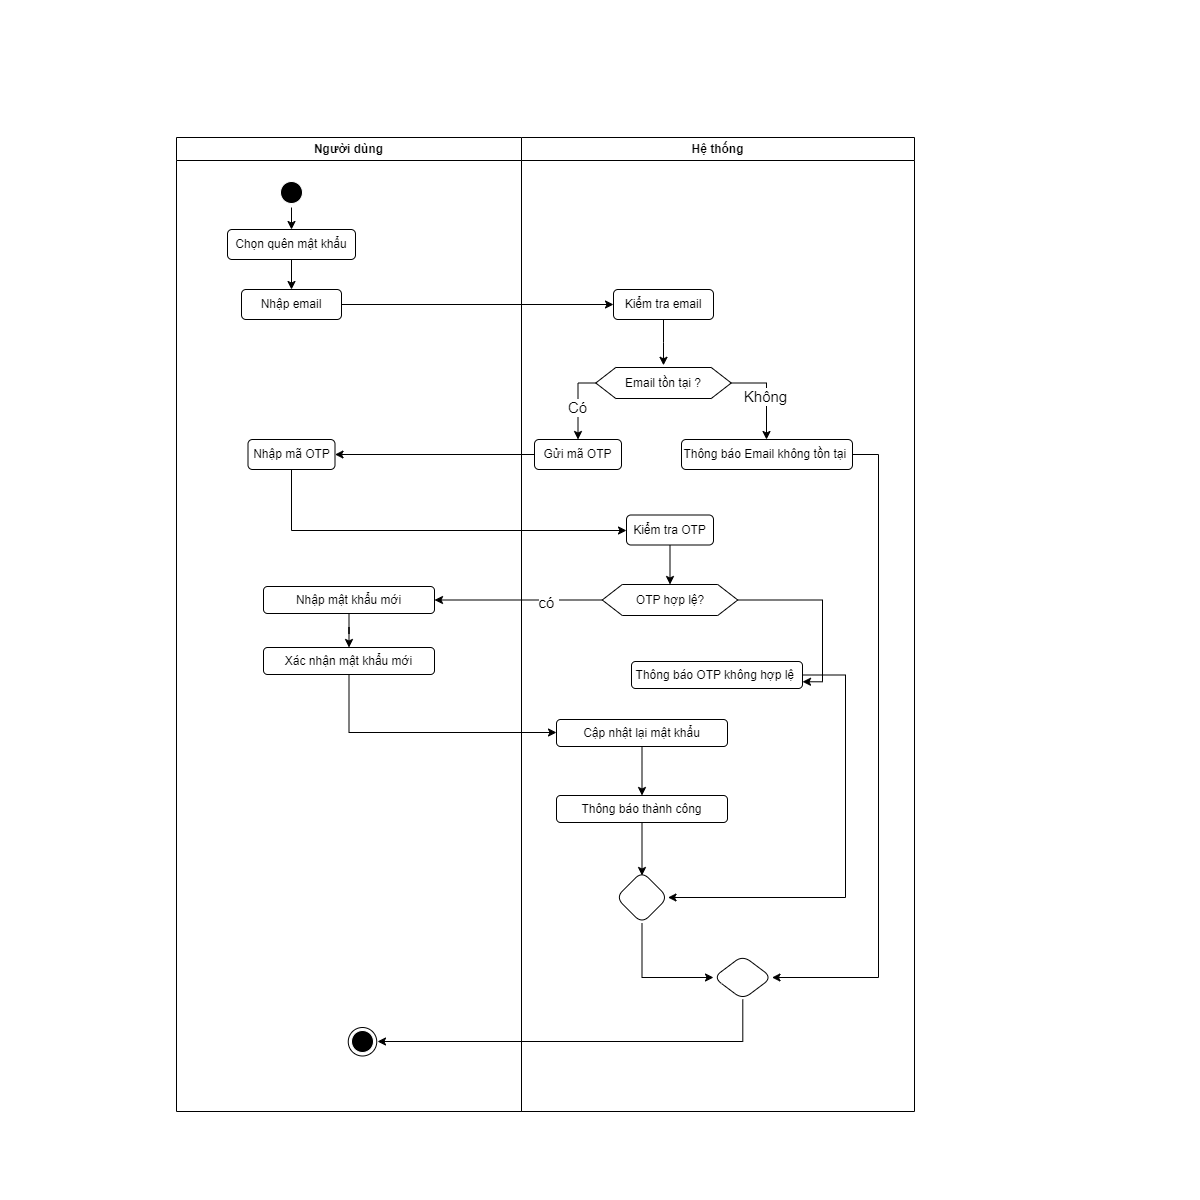 Người dùng
Hệ thống
Chọn quên mật khẩu
Nhập email
Kiểm tra email
Email tồn tại ?
Có
Không
Nhập mã OTP
Gửi mã OTP
Thông báo Email không tồn tại
Kiểm tra OTP
Nhập mật khẩu mới
có
OTP hợp lệ?
Xác nhận mật khẩu mới
Thông báo OTP không hợp lệ
Cập nhật lại mật khẩu
Thông báo thành công